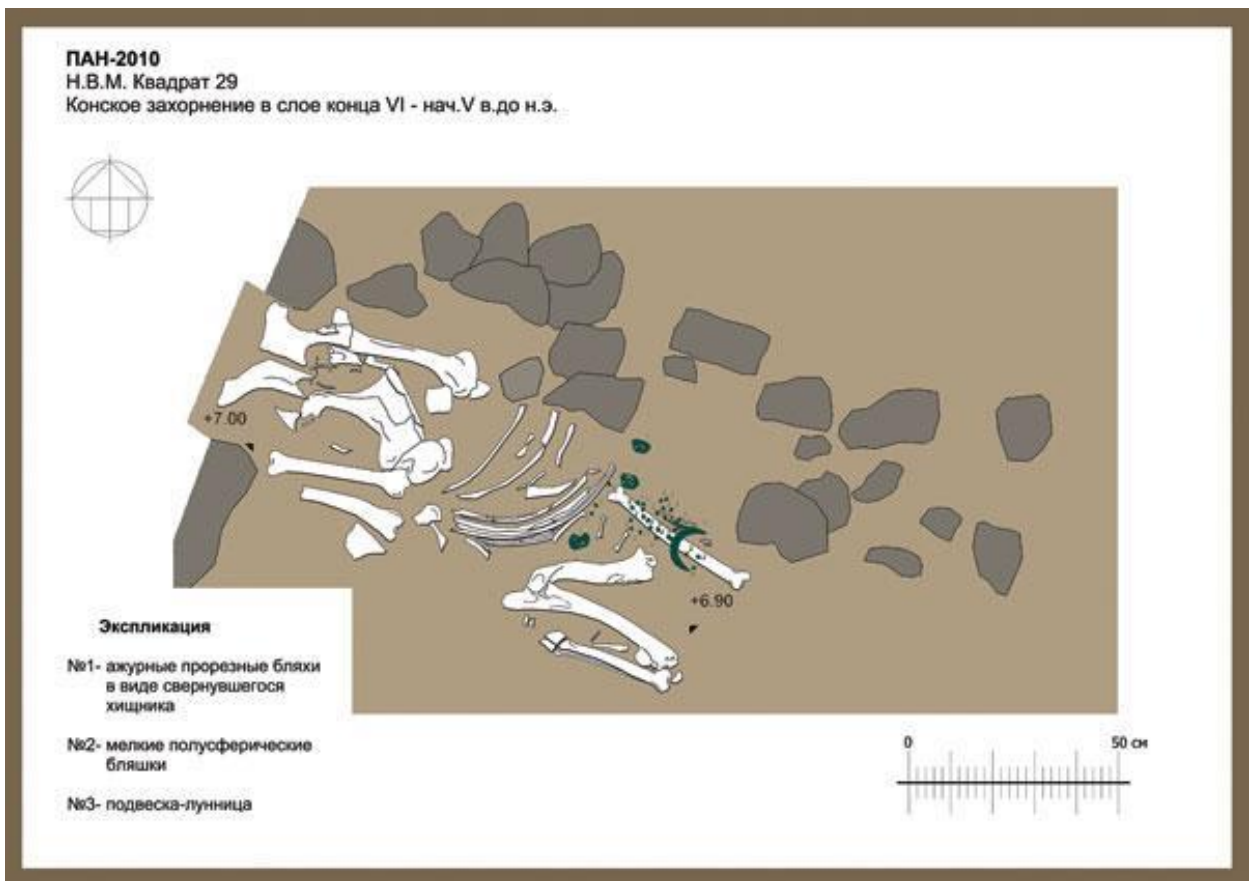 ПАН-2010
Н.В.М. Квадрат 29
Конское захорнение в слое конца VI - нач.V в.до н.э.
+7.00
+6.90
Экспликация
№1- ажурные прорезные бляхи
в виде свернувшегося
хищника
№2- мелкие полусферические
бляшки
№3- подвеска-лунница
0 50 см